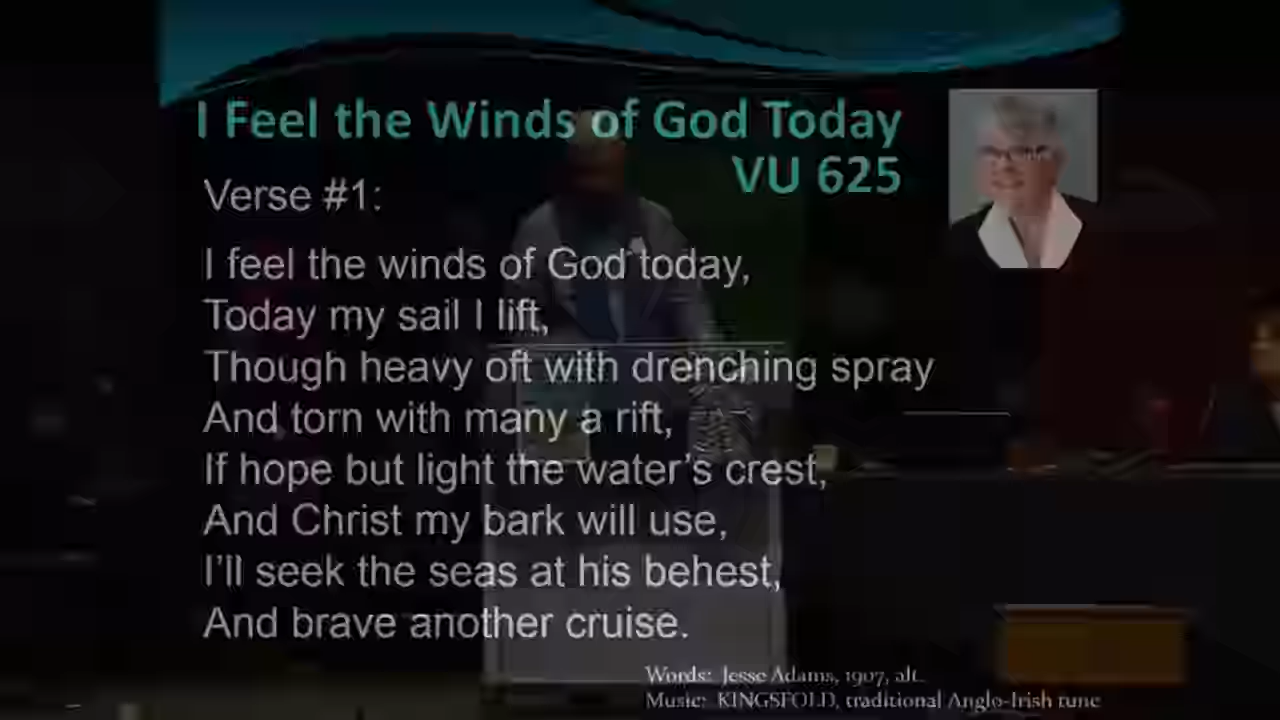 I Feel the Winds of God Today
VU 625
Verse #1:
I feel the winds of God today,
Today my sail I lift,
Though heavy oft with drenching spray
And torn with many a rift,
If hope but light the water's crest,
And Christ my bark will use,
I'll seek the seas at his behest,
And brave another cruise.
Words: Jesse Adams, 1907, alt.
Music: KINGSFOLD, traditional Anglo-Irish tune